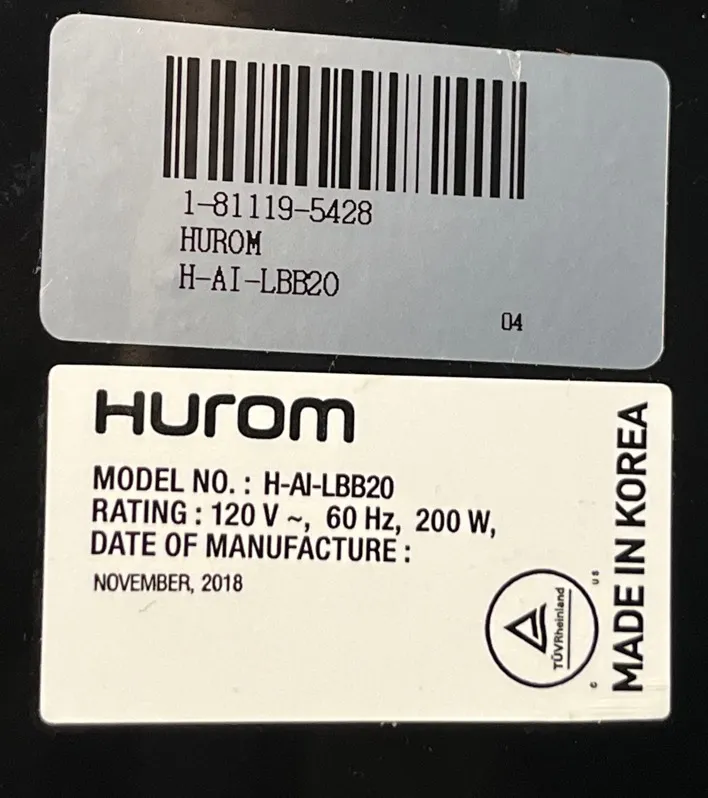 1-81119-5428
HUROM
H-AI-LBB20
04
Hurom
MODEL NO. : H-AI-LBB20
RATING : 120 V ~, 60 Hz, 200 W,
DATE OF MANUFACTURE :
NOVEMBER, 2018
TÜVRheinland
C US
MADE IN KOREA